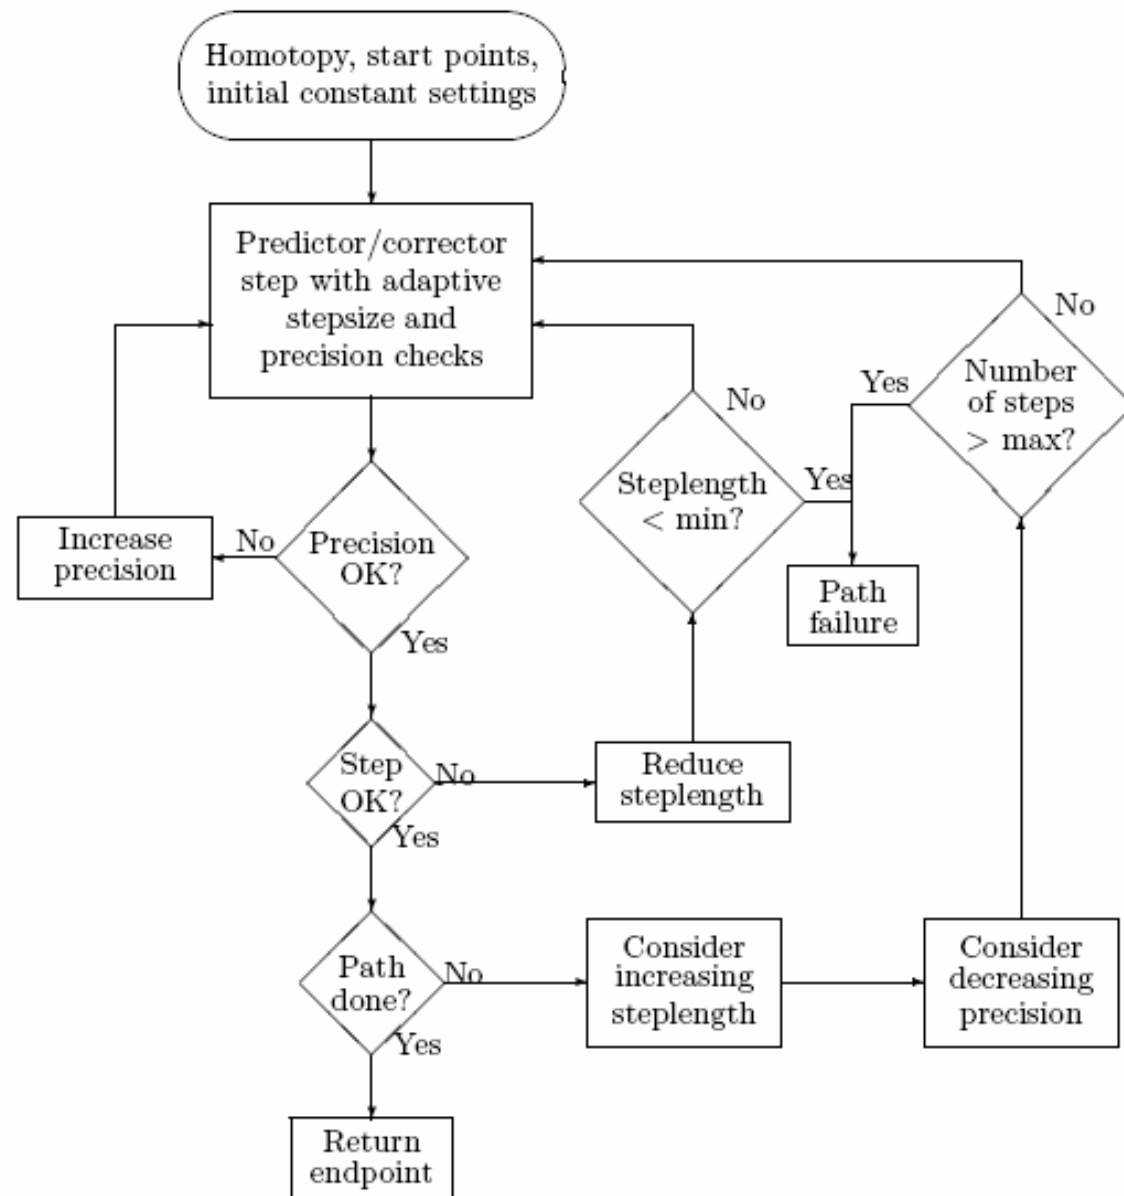 Homotopy, start points,
initial constant settings
Predictor/corrector
step with adaptive
stepsize and
precision checks
No
Yes
Number
of steps
> max?
No
Steplength
< min?
Yes
Increase
precision
No
Precision
OK?
Yes
Path
failure
Step
OK?
No
Yes
Reduce
steplength
Path
done?
No
Yes
Consider
increasing
steplength
Consider
decreasing
precision
Return
endpoint